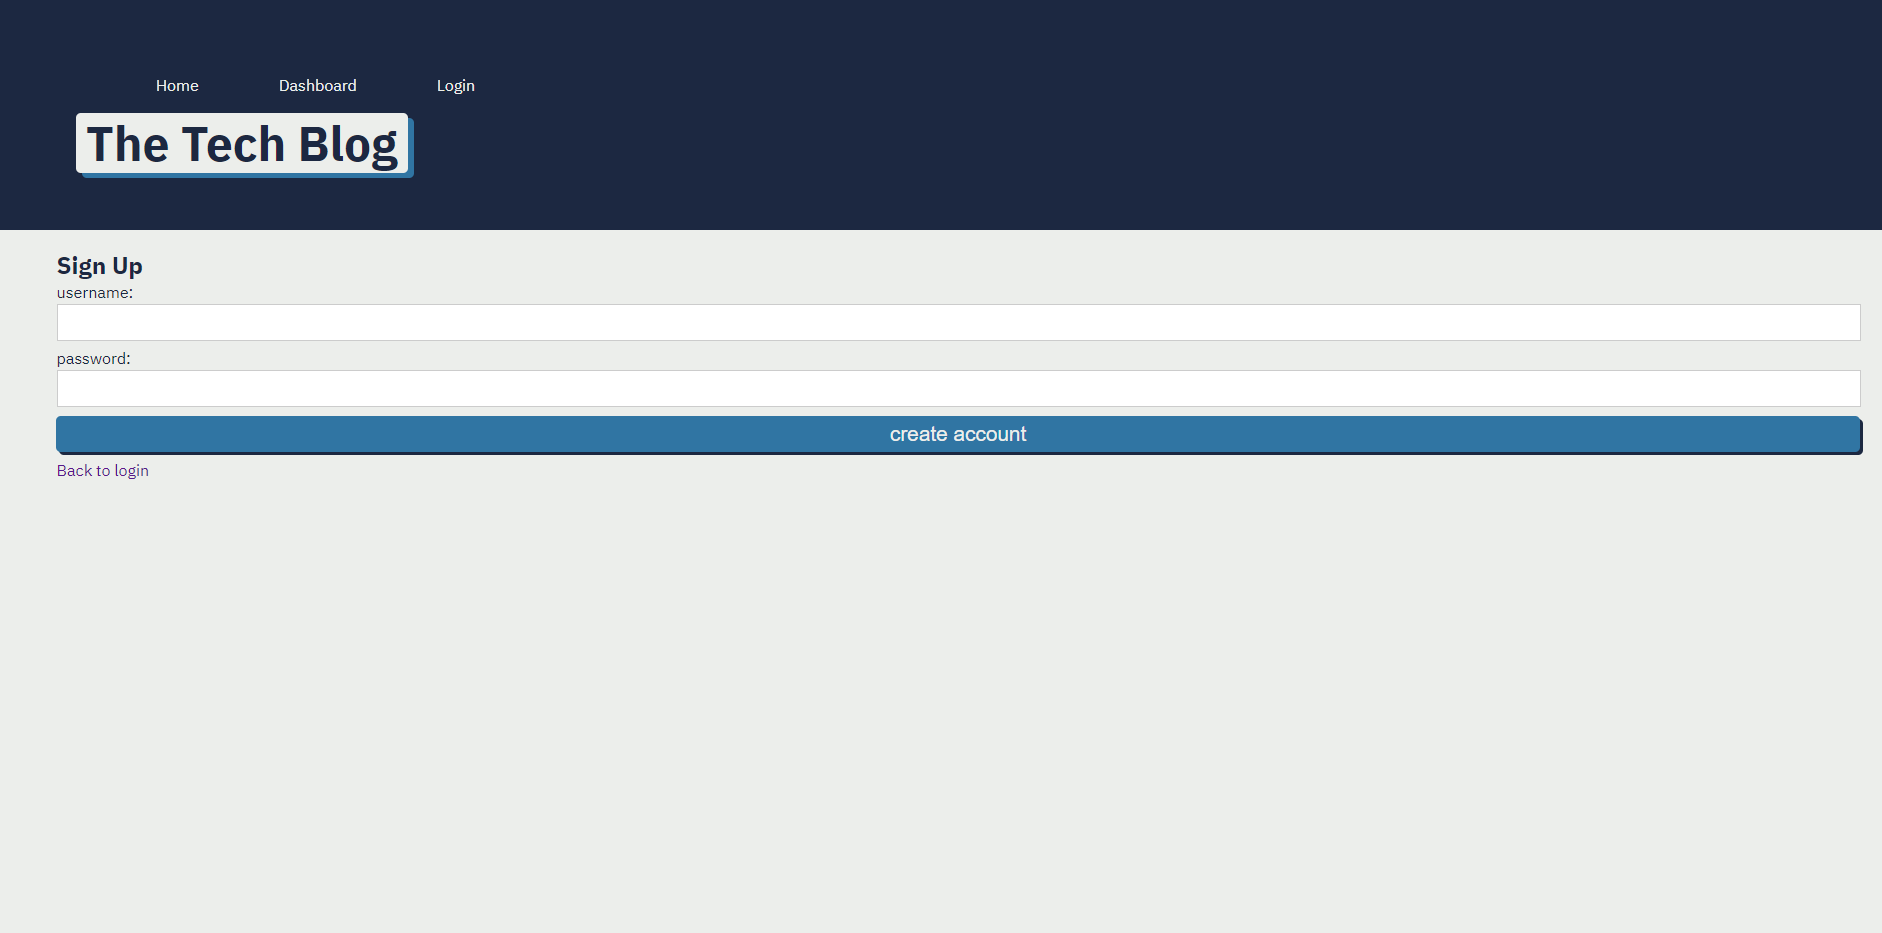 Home Dashboard Login
The Tech Blog
Sign Up
username:
password:
create account
Back to login